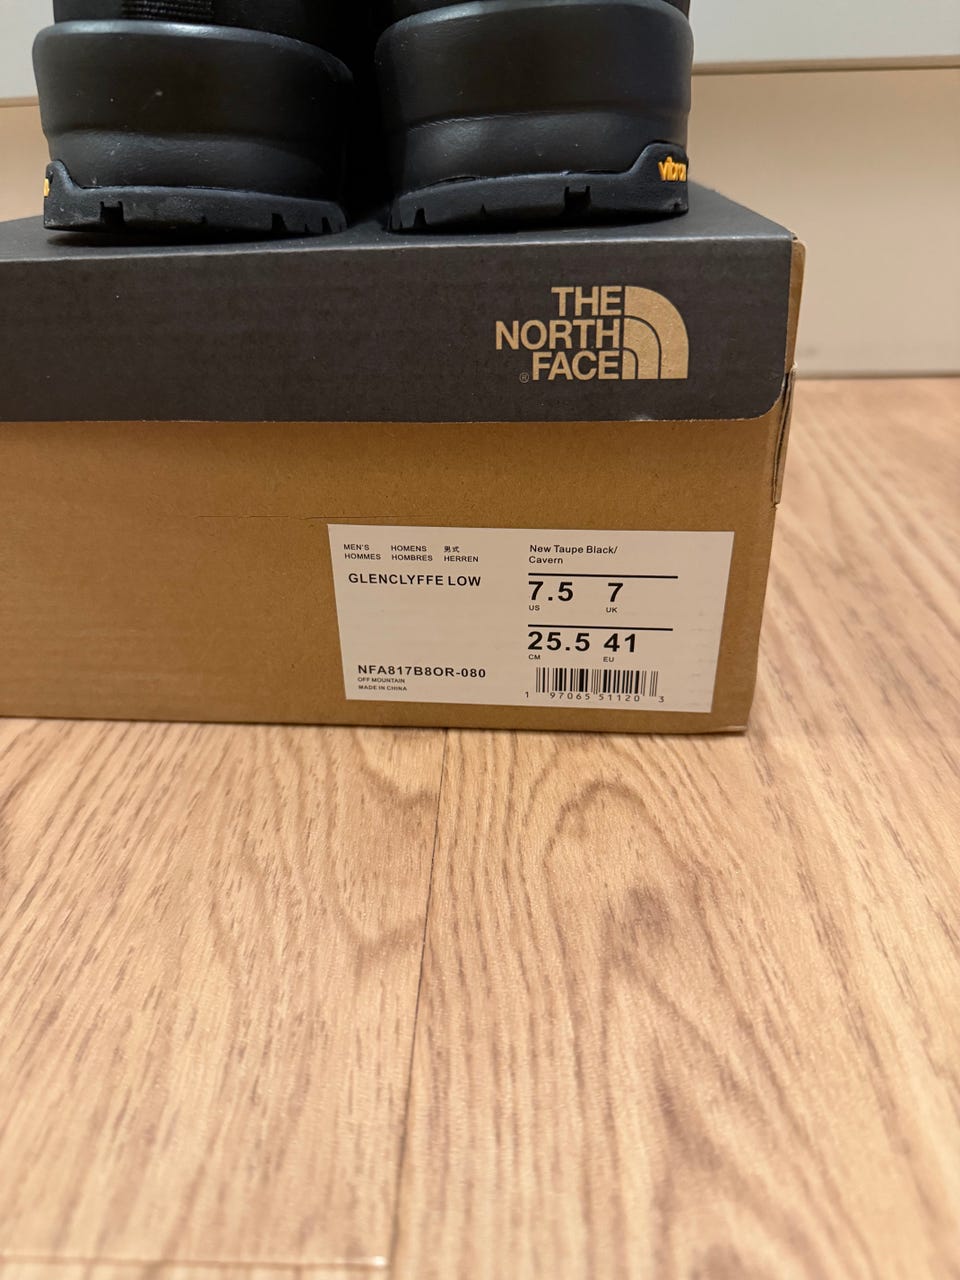 vibram
THE
NORTH
FACE
®
MEN'S HOMENS 男式
HOMMES HOMBRES HERREN
GLENCLYFFE LOW
NFA817B8OR-080
OFF MOUNTAIN
MADE IN CHINA
New Taupe Black/
Cavern
7.5 7
US UK
25.5 41
CM EU
1 97065 51120 3